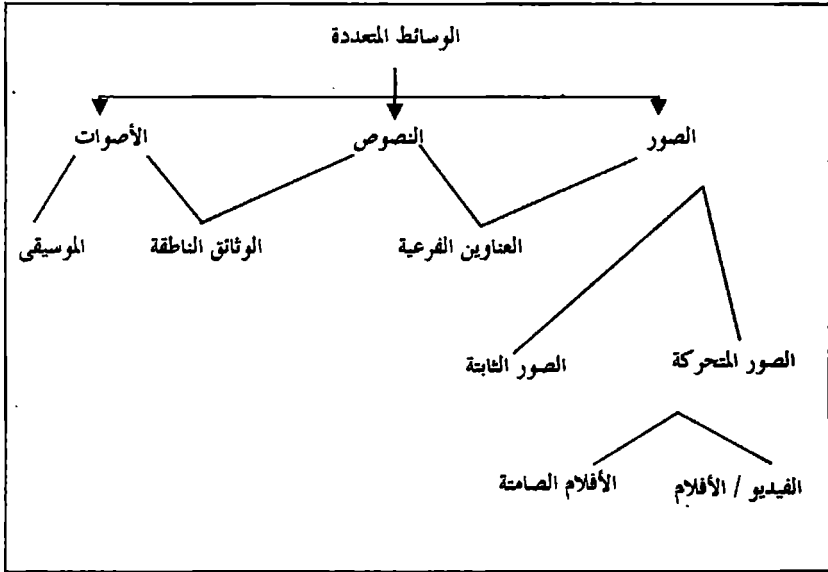 الوسائط المتعددة
الصور النصوص الأصوات
العناوين الفرعية الوثائق الناطقة الموسيقى
الصور المتحركة الصور الثابتة
الفيديو / الأفلام الأفلام الصامتة